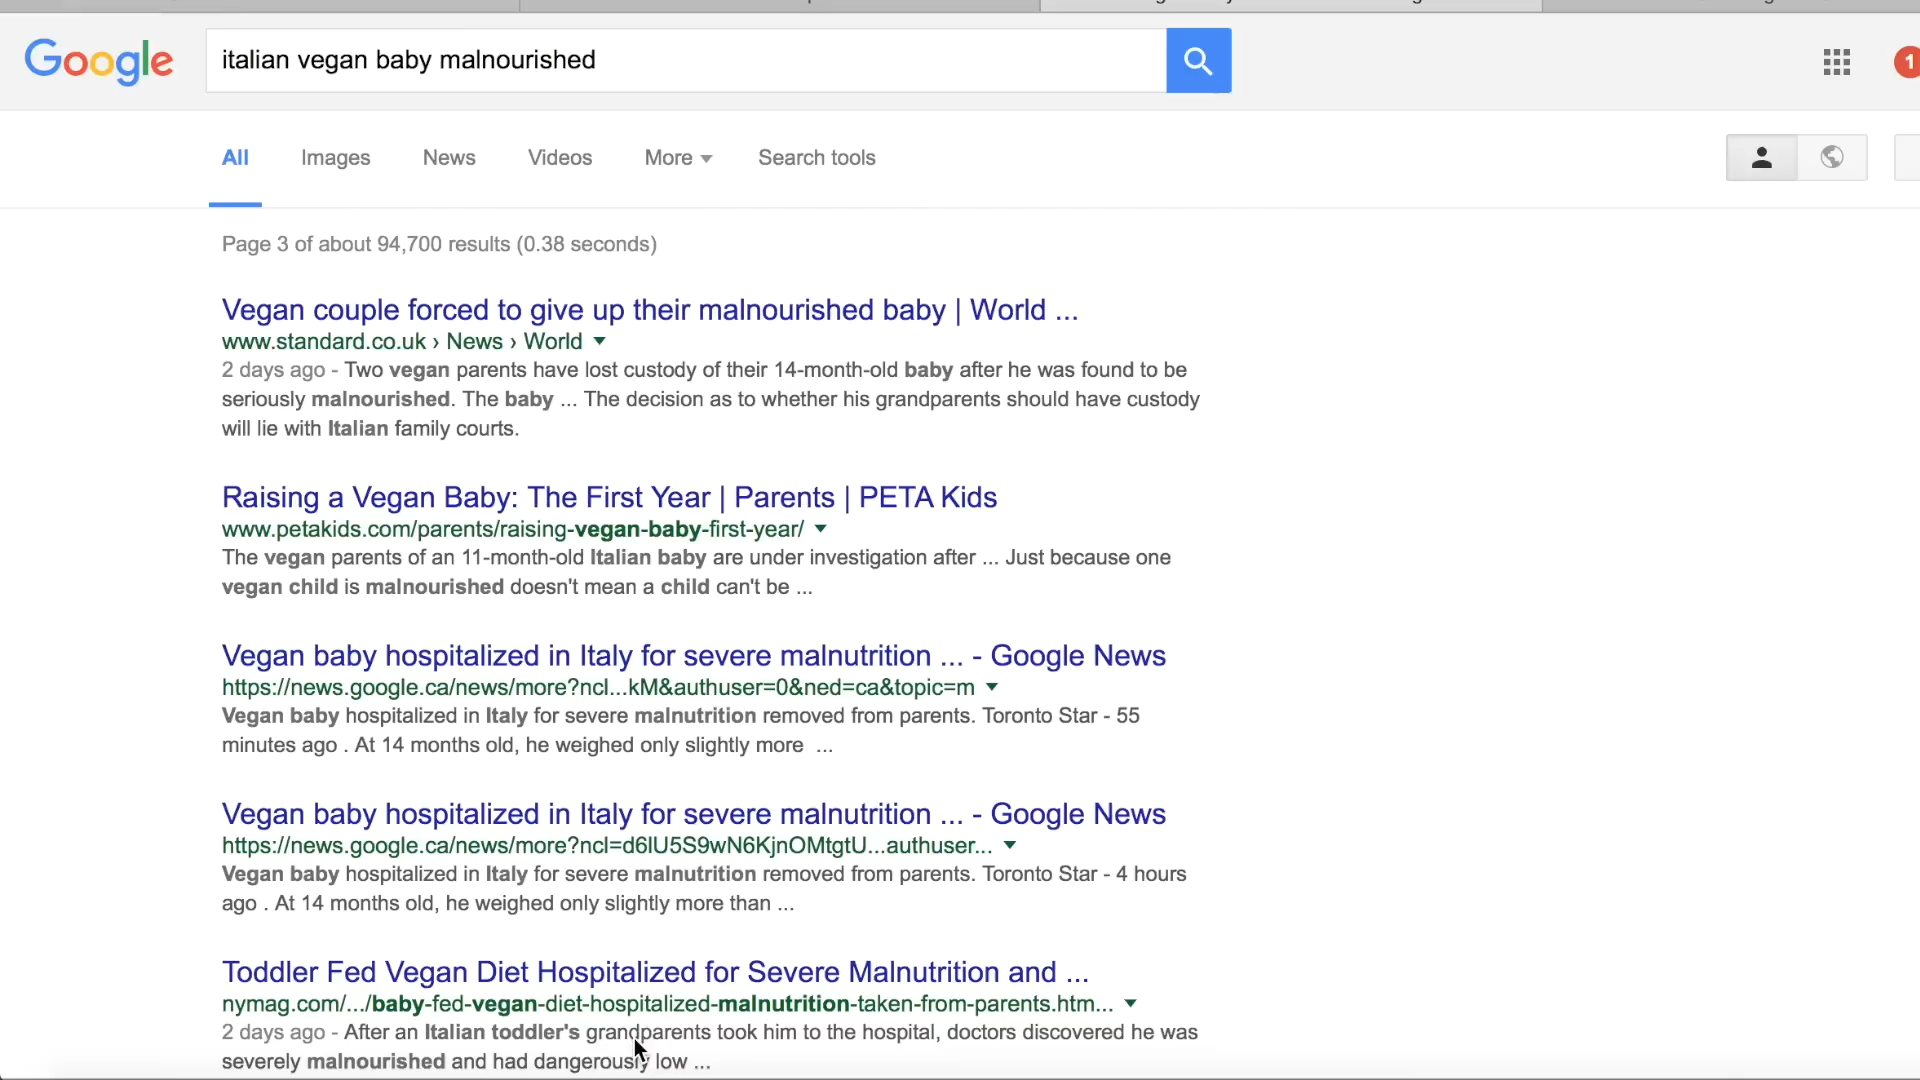 Google
italian vegan baby malnourished
1
All Images News Videos More Search tools
Page 3 of about 94,700 results (0.38 seconds)
Vegan couple forced to give up their malnourished baby | World ...
www.standard.co.uk › News › World
2 days ago - Two vegan parents have lost custody of their 14-month-old baby after he was found to be
seriously malnourished. The baby ... The decision as to whether his grandparents should have custody
will lie with Italian family courts.
Raising a Vegan Baby: The First Year | Parents | PETA Kids
www.petakids.com/parents/raising-vegan-baby-first-year/
The vegan parents of an 11-month-old Italian baby are under investigation after ... Just because one
vegan child is malnourished doesn't mean a child can't be ...
Vegan baby hospitalized in Italy for severe malnutrition ... - Google News
https://news.google.ca/news/more?ncl...kM&authuser=0&ned=ca&topic=m
Vegan baby hospitalized in Italy for severe malnutrition removed from parents. Toronto Star - 55
minutes ago . At 14 months old, he weighed only slightly more ...
Vegan baby hospitalized in Italy for severe malnutrition ... - Google News
https://news.google.ca/news/more?ncl=d6lU5S9wN6KjnOMtgtU...authuser...
Vegan baby hospitalized in Italy for severe malnutrition removed from parents. Toronto Star - 4 hours
ago . At 14 months old, he weighed only slightly more than ...
Toddler Fed Vegan Diet Hospitalized for Severe Malnutrition and ...
nymag.com/.../baby-fed-vegan-diet-hospitalized-malnutrition-taken-from-parents.htm...
2 days ago - After an Italian toddler's grandparents took him to the hospital, doctors discovered he was
severely malnourished and had dangerously low ...